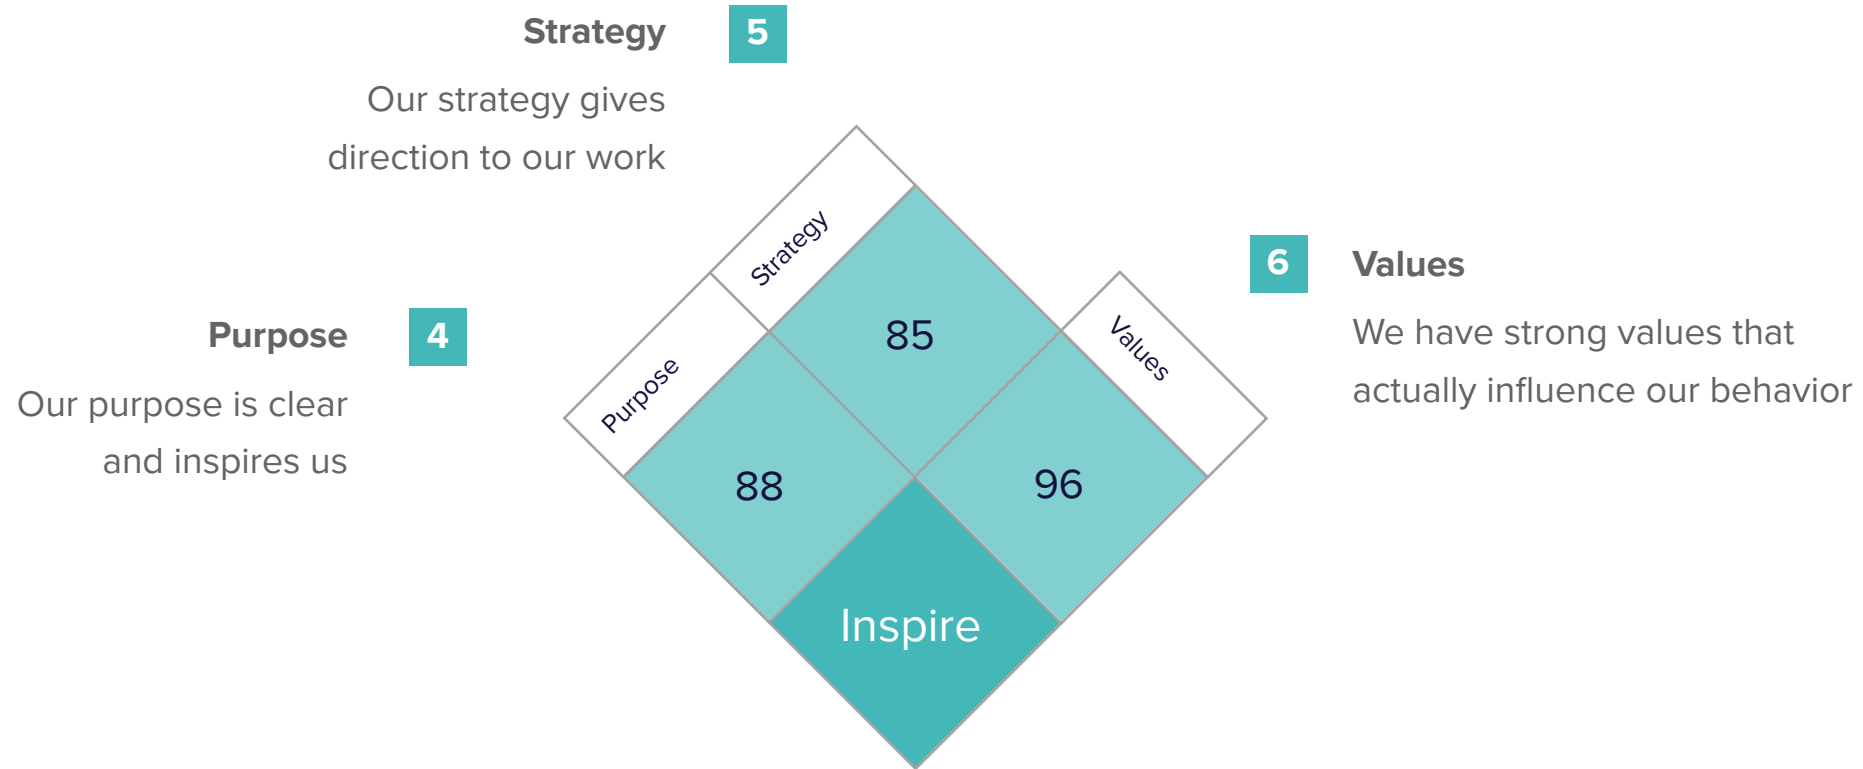 Strategy
5
Our strategy gives
direction to our work
Strategy
6
Values
We have strong values that
actually influence our behavior
Purpose
4
Our purpose is clear
and inspires us
Purpose
85
Values
88
96
Inspire